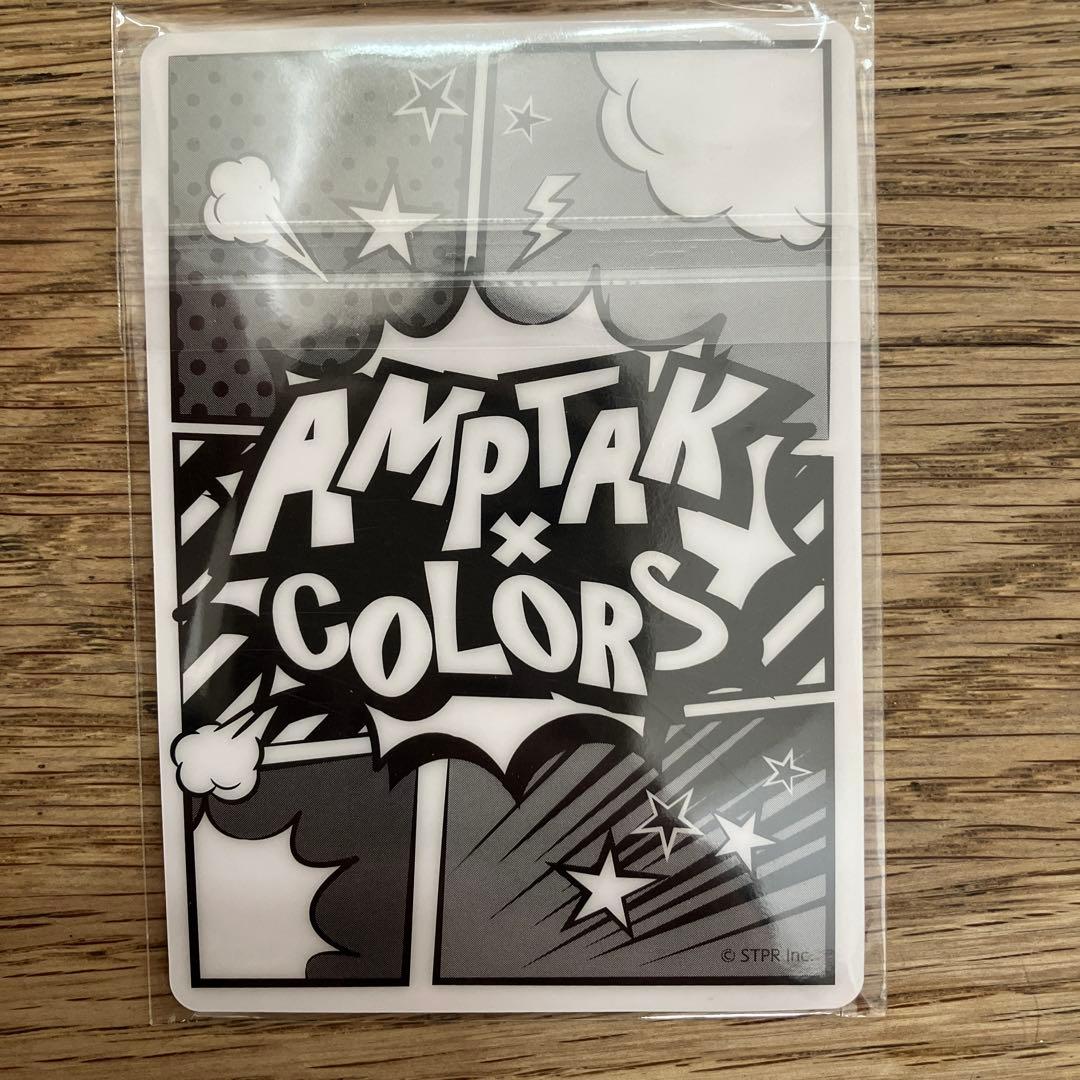 AMPTAK
×
COLORS
© STPR Inc.